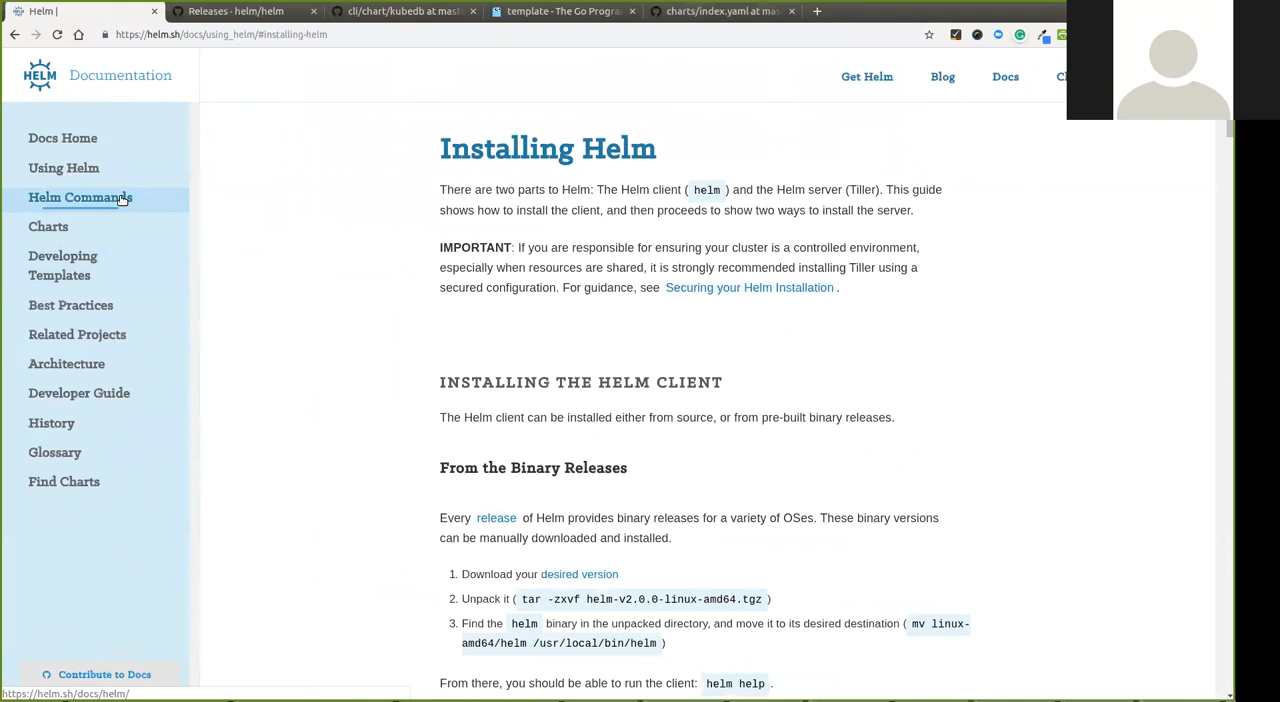 Helm |
Releases · helm/helm
cli/chart/kubedb at mast
template - The Go Progra
charts/index.yaml at mas
https://helm.sh/docs/using_helm/#installing-helm
HELM Documentation
Get Helm
Blog
Docs
Docs Home
Using Helm
Helm Commands
Charts
Developing
Templates
Best Practices
Related Projects
Architecture
Developer Guide
History
Glossary
Find Charts
Contribute to Docs
https://helm.sh/docs/helm/
Installing Helm
There are two parts to Helm: The Helm client ( helm ) and the Helm server (Tiller). This guide
shows how to install the client, and then proceeds to show two ways to install the server.
IMPORTANT: If you are responsible for ensuring your cluster is a controlled environment,
especially when resources are shared, it is strongly recommended installing Tiller using a
secured configuration. For guidance, see Securing your Helm Installation .
INSTALLING THE HELM CLIENT
The Helm client can be installed either from source, or from pre-built binary releases.
From the Binary Releases
Every release of Helm provides binary releases for a variety of OSes. These binary versions
can be manually downloaded and installed.
1. Download your desired version
2. Unpack it ( tar -zxvf helm-v2.0.0-linux-amd64.tgz )
3. Find the helm binary in the unpacked directory, and move it to its desired destination ( mv linux-
amd64/helm /usr/local/bin/helm )
From there, you should be able to run the client: helm help .